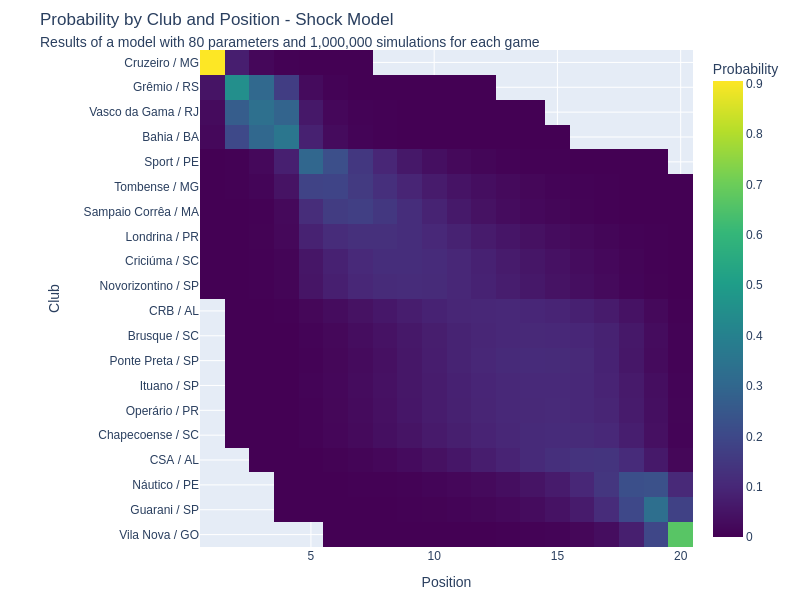 Probability by Club and Position - Shock Model
Results of a model with 80 parameters and 1,000,000 simulations for each game
Probability
Cruzeiro / MG
Grêmio / RS
Vasco da Gama / RJ
Bahia / BA
Sport / PE
Tombense / MG
Sampaio Corrêa / MA
Londrina / PR
Criciúma / SC
Novorizontino / SP
CRB / AL
Brusque / SC
Ponte Preta / SP
Ituano / SP
Operário / PR
Chapecoense / SC
CSA / AL
Náutico / PE
Guarani / SP
Vila Nova / GO
Club
5
10
15
20
Position
0.9
0.8
0.7
0.6
0.5
0.4
0.3
0.2
0.1
0